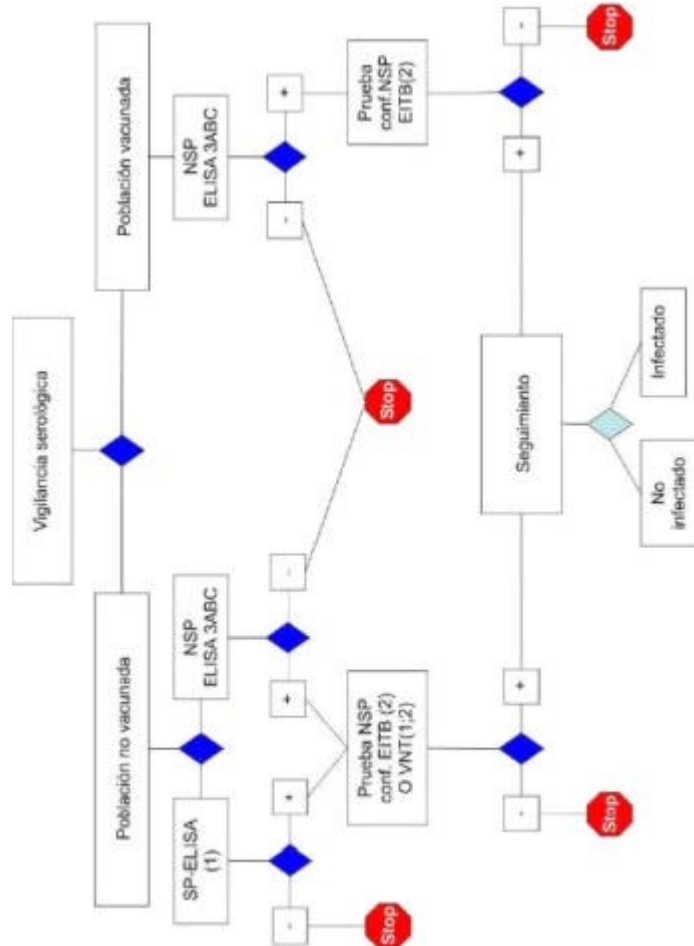 Vigilancia serológica
Población no vacunada
Población vacunada
SP-ELISA
(1)
NSP
ELISA 3ABC
NSP
ELISA 3ABC
-
+
+
-
-
+
Stop
Stop
Prueba NSP
conf. EITB (2)
O VNT(1;2)
Prueba
conf.NSP
EITB(2)
-
+
+
-
Stop
Seguimiento
Stop
No
infectado
Infectado